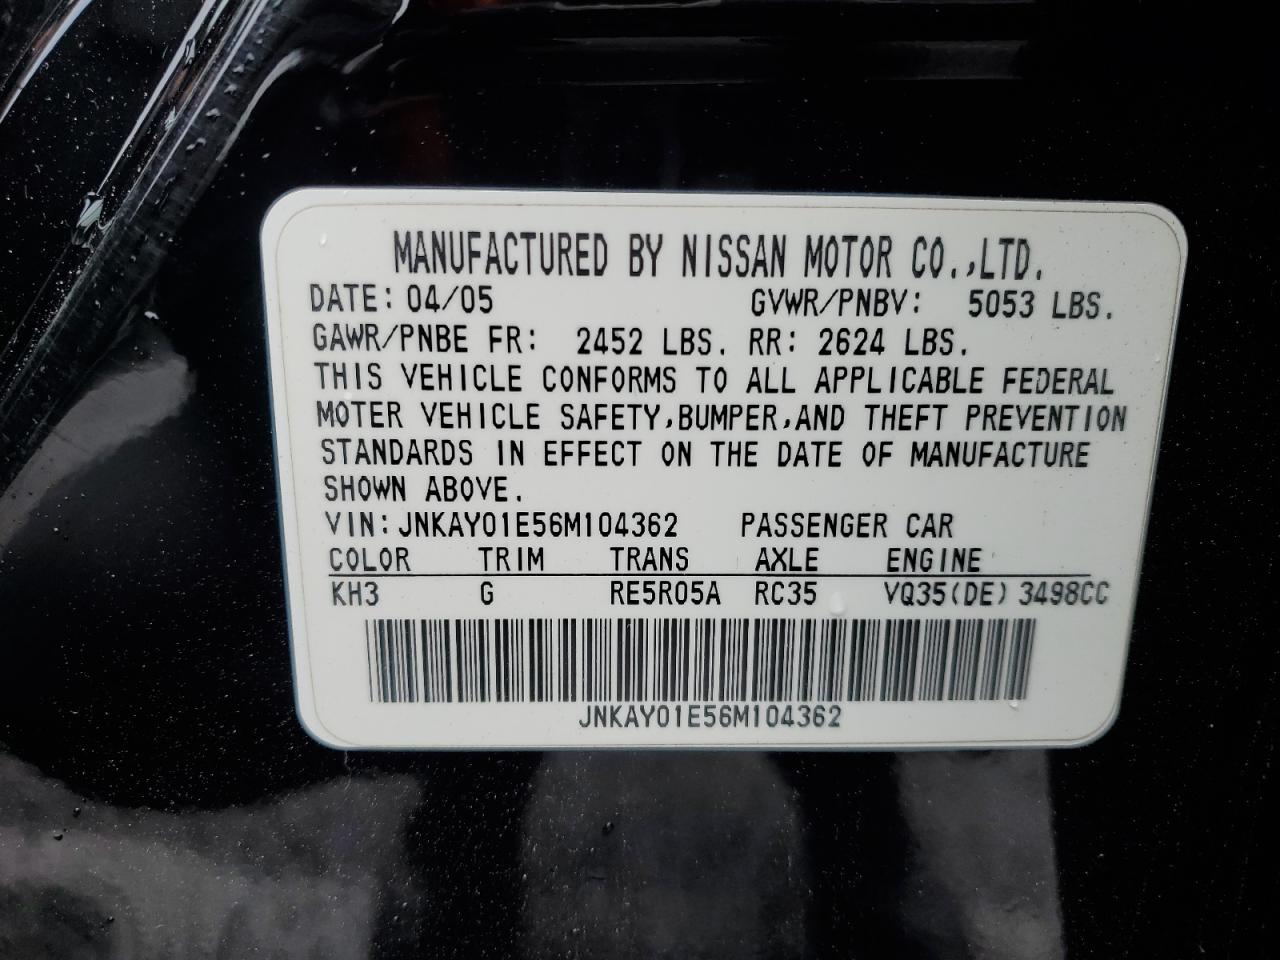 MANUFACTURED BY NISSAN MOTOR CO.,LTD.
DATE: 04/05 GVWR/PNBV: 5053 LBS.
GAWR/PNBE FR: 2452 LBS. RR: 2624 LBS.
THIS VEHICLE CONFORMS TO ALL APPLICABLE FEDERAL
MOTER VEHICLE SAFETY,BUMPER,AND THEFT PREVENTION
STANDARDS IN EFFECT ON THE DATE OF MANUFACTURE
SHOWN ABOVE.
VIN: JNKAY01E56M104362 PASSENGER CAR
COLOR TRIM TRANS AXLE ENGINE
KH3 G RE5R05A RC35 VQ35(DE) 3498CC
JNKAY01E56M104362